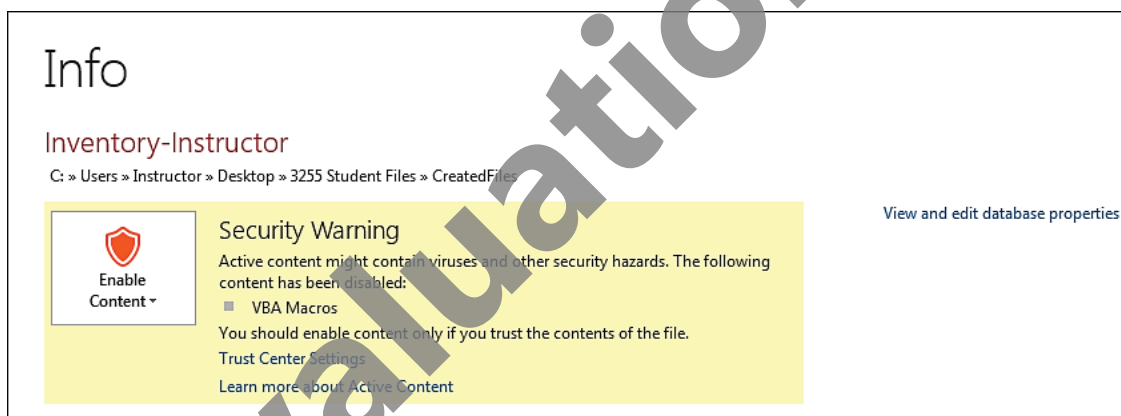 Info
Inventory-Instructor
C: » Users » Instructor » Desktop » 3255 Student Files » CreatedFiles
Enable
Content
Security Warning
Active content might contain viruses and other security hazards. The following
content has been disabled:
VBA Macros
You should enable content only if you trust the contents of the file.
Trust Center Settings
Learn more about Active Content
View and edit database properties